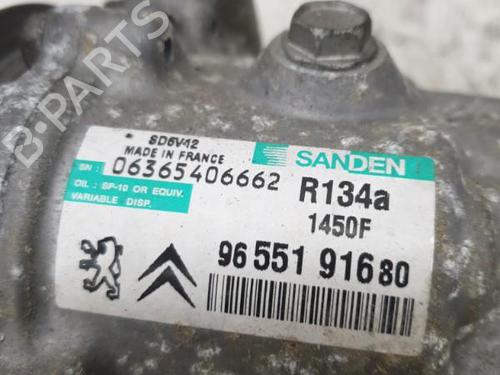 B-PARTS
SD6V12
MADE IN FRANCE
SANDEN
SN: 06365406662
R134a
OIL : SP-10 OR EQUIV.
VARIABLE DISP.
1450F
96 551 916 80